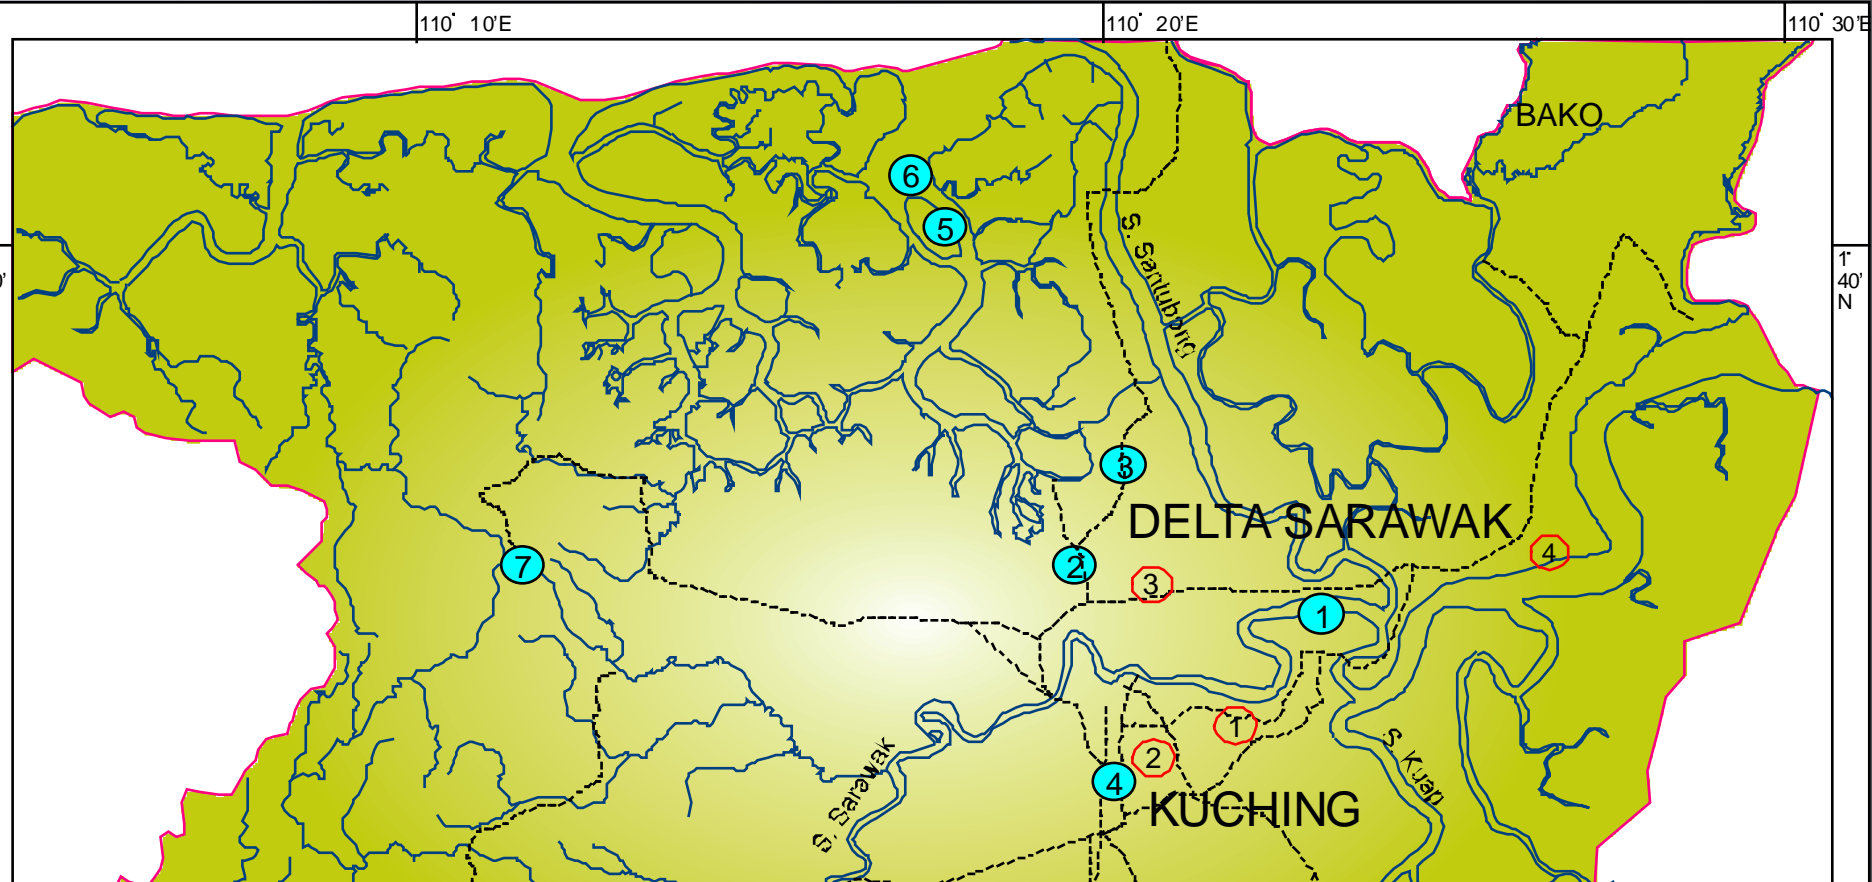 110° 10'E
110° 20'E
110° 30'E
BAKO
6
5
S. Santubong
1°
40'
N
3
DELTA SARAWAK
4
7
2
3
1
1
2
S. Sarawak
S. Kuap
4
KUCHING